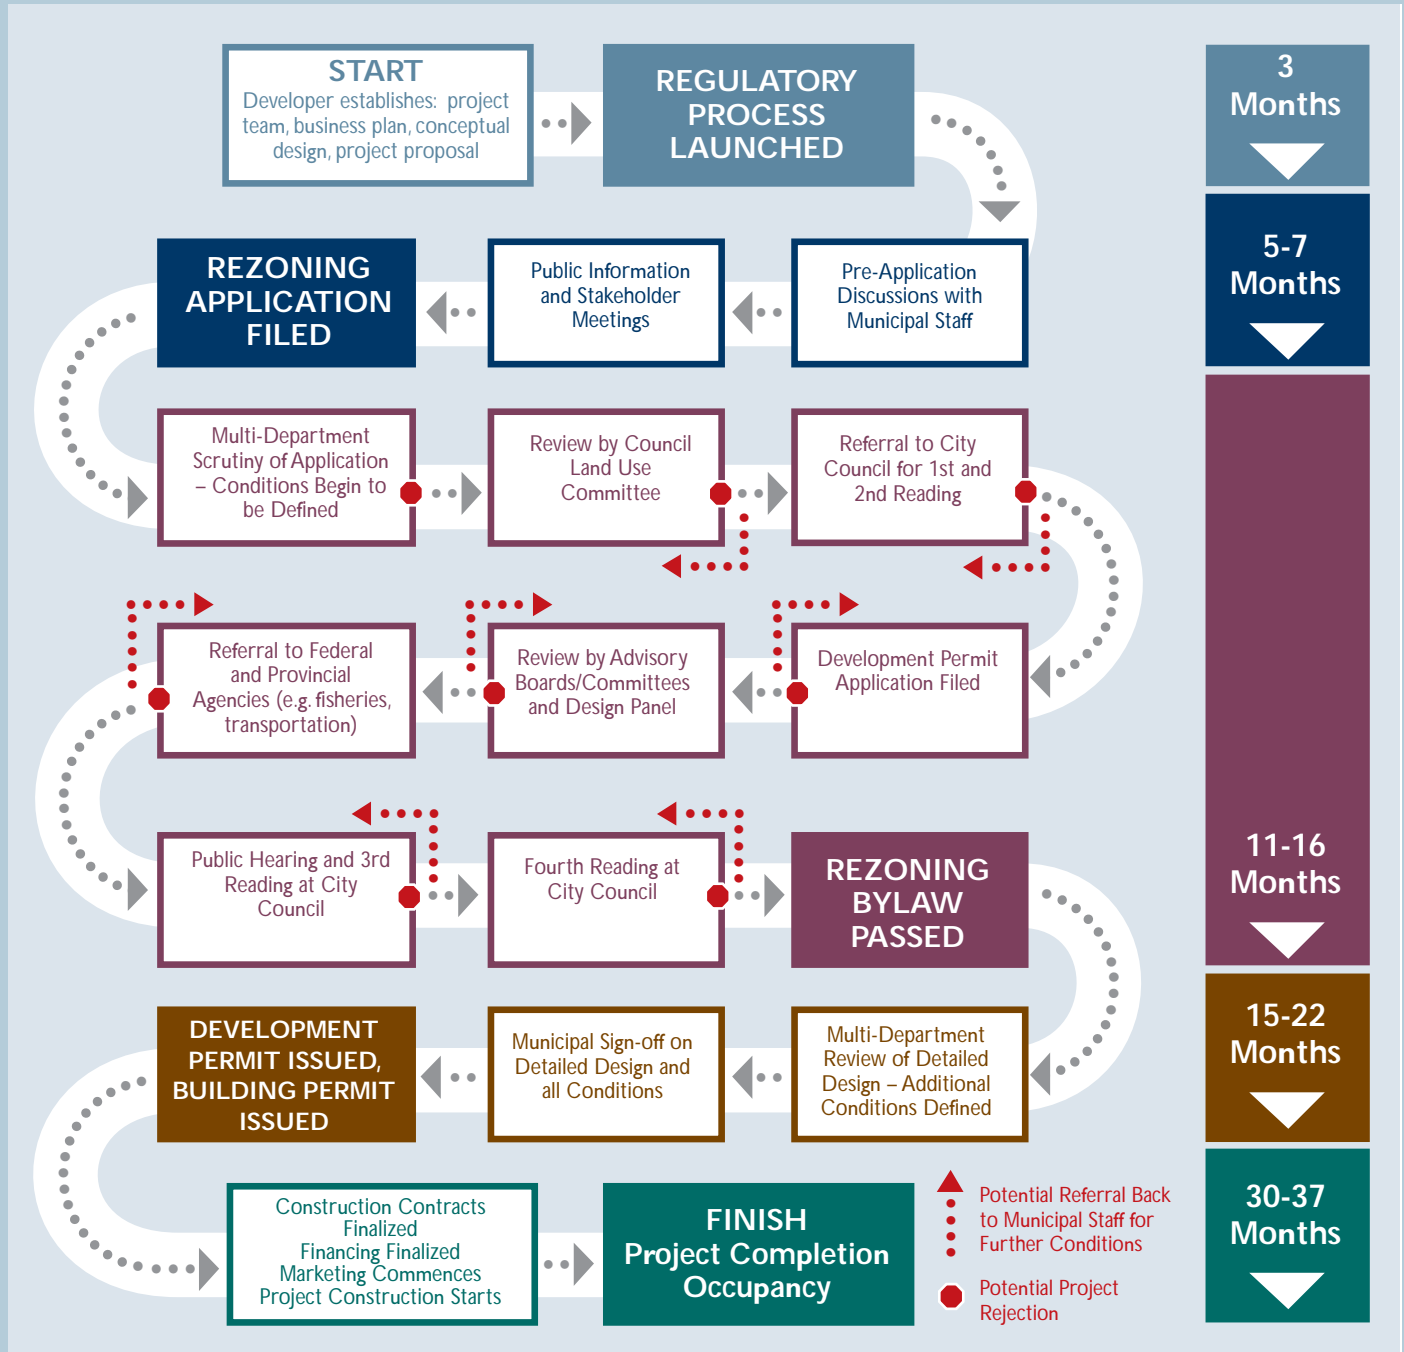 START
Developer establishes: project
team, business plan, conceptual
design, project proposal
REGULATORY
PROCESS
LAUNCHED
3
Months
REZONING
APPLICATION
FILED
Public Information
and Stakeholder
Meetings
Pre-Application
Discussions with
Municipal Staff
5-7
Months
Multi-Department
Scrutiny of Application
– Conditions Begin to
be Defined
Review by Council
Land Use
Committee
Referral to City
Council for 1st and
2nd Reading
Referral to Federal
and Provincial
Agencies (e.g. fisheries,
transportation)
Review by Advisory
Boards/Committees
and Design Panel
Development Permit
Application Filed
Public Hearing and 3rd
Reading at City
Council
Fourth Reading at
City Council
REZONING
BYLAW
PASSED
11-16
Months
DEVELOPMENT
PERMIT ISSUED,
BUILDING PERMIT
ISSUED
Municipal Sign-off on
Detailed Design and
all Conditions
Multi-Department
Review of Detailed
Design – Additional
Conditions Defined
15-22
Months
Construction Contracts
Finalized
Financing Finalized
Marketing Commences
Project Construction Starts
FINISH
Project Completion
Occupancy
Potential Referral Back
to Municipal Staff for
Further Conditions
Potential Project
Rejection
30-37
Months